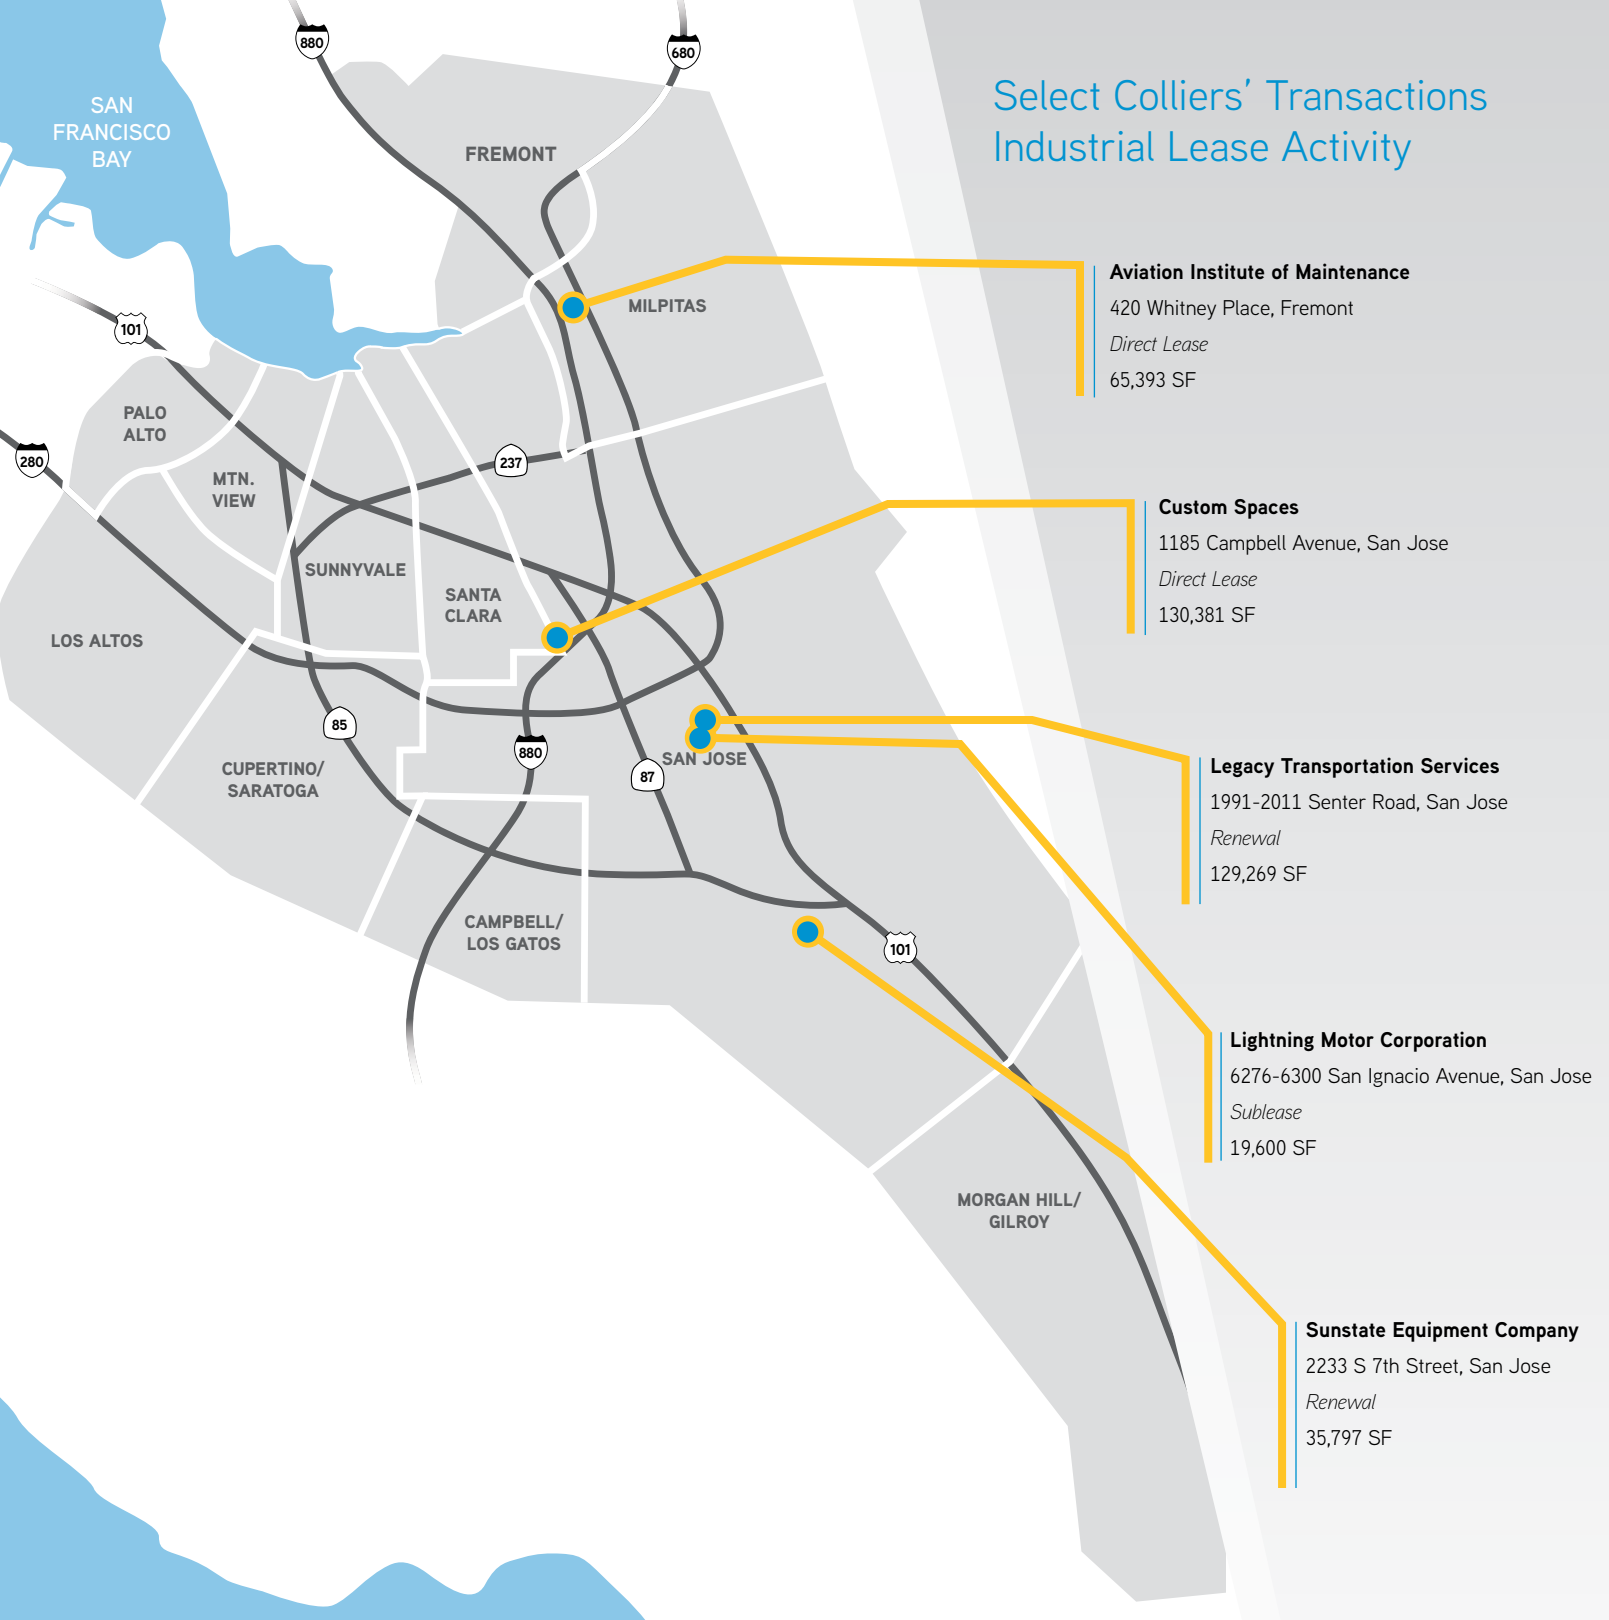 Select Colliers’ Transactions
Industrial Lease Activity
880
680
SAN
FRANCISCO
BAY
FREMONT
Aviation Institute of Maintenance
420 Whitney Place, Fremont
Direct Lease
65,393 SF
MILPITAS
101
PALO
ALTO
280
237
MTN.
VIEW
Custom Spaces
1185 Campbell Avenue, San Jose
Direct Lease
130,381 SF
SUNNYVALE
SANTA
CLARA
LOS ALTOS
85
880
87
SAN JOSE
CUPERTINO/
SARATOGA
Legacy Transportation Services
1991-2011 Senter Road, San Jose
Renewal
129,269 SF
CAMPBELL/
LOS GATOS
101
Lightning Motor Corporation
6276-6300 San Ignacio Avenue, San Jose
Sublease
19,600 SF
MORGAN HILL/
GILROY
Sunstate Equipment Company
2233 S 7th Street, San Jose
Renewal
35,797 SF